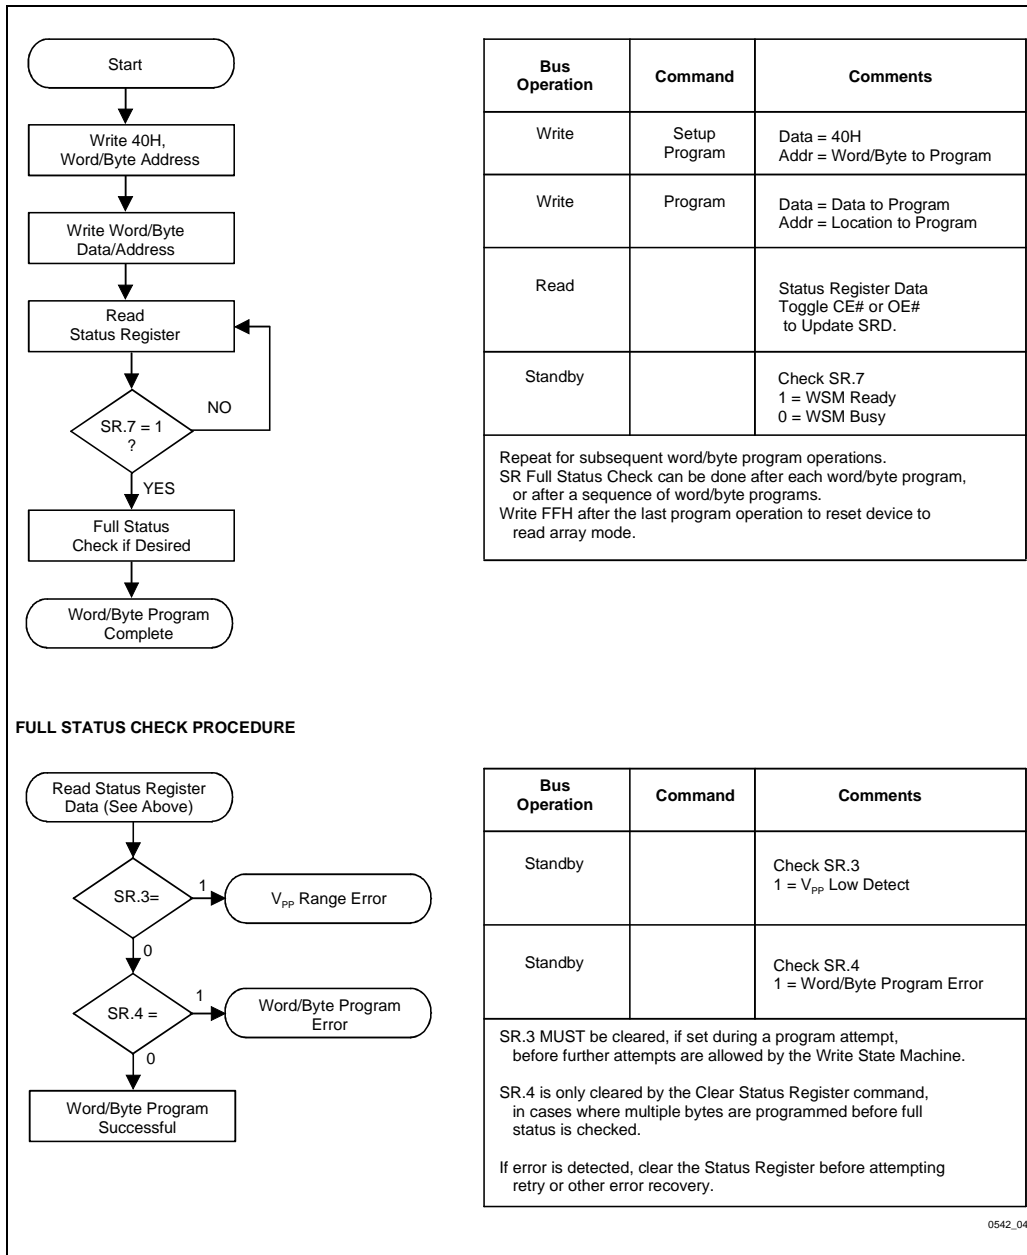 Start
Write 40H,
Word/Byte Address
Write Word/Byte
Data/Address
Read
Status Register
NO
SR.7 = 1
?
YES
Full Status
Check if Desired
Word/Byte Program
Complete
Bus
Operation
Command
Comments
Write
Setup
Program
Data = 40H
Addr = Word/Byte to Program
Write
Program
Data = Data to Program
Addr = Location to Program
Read
Status Register Data
Toggle CE# or OE#
to Update SRD.
Standby
Check SR.7
1 = WSM Ready
0 = WSM Busy
Repeat for subsequent word/byte program operations.
SR Full Status Check can be done after each word/byte program,
or after a sequence of word/byte programs.
Write FFH after the last program operation to reset device to
read array mode.
FULL STATUS CHECK PROCEDURE
Read Status Register
Data (See Above)
SR.3=
1
VPP Range Error
0
SR.4 =
1
Word/Byte Program
Error
0
Word/Byte Program
Successful
Bus
Operation
Command
Comments
Standby
Check SR.3
1 = VPP Low Detect
Standby
Check SR.4
1 = Word/Byte Program Error
SR.3 MUST be cleared, if set during a program attempt,
before further attempts are allowed by the Write State Machine.
SR.4 is only cleared by the Clear Status Register command,
in cases where multiple bytes are programmed before full
status is checked.
If error is detected, clear the Status Register before attempting
retry or other error recovery.
0542_04